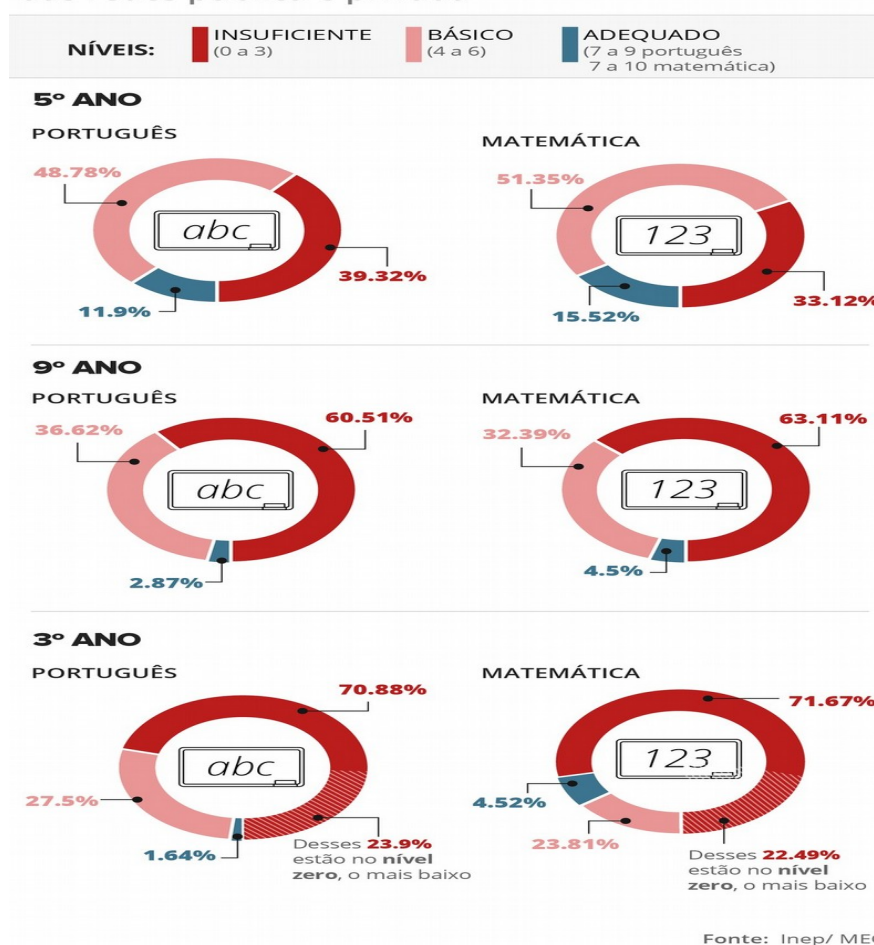 NÍVEIS:
INSUFICIENTE
(0 a 3)
BÁSICO
(4 a 6)
ADEQUADO
(7 a 9 português
7 a 10 matemática)
5º ANO
PORTUGUÊS
48.78%
abc
39.32%
11.9%
MATEMÁTICA
51.35%
123
33.12%
15.52%
9º ANO
PORTUGUÊS
36.62%
60.51%
abc
2.87%
MATEMÁTICA
32.39%
63.11%
123
4.5%
3º ANO
PORTUGUÊS
70.88%
abc
27.5%
1.64%
Desses 23.9%
estão no nível
zero, o mais baixo
MATEMÁTICA
71.67%
123
4.52%
23.81%
Desses 22.49%
estão no nível
zero, o mais baixo
Fonte: Inep/ MEC